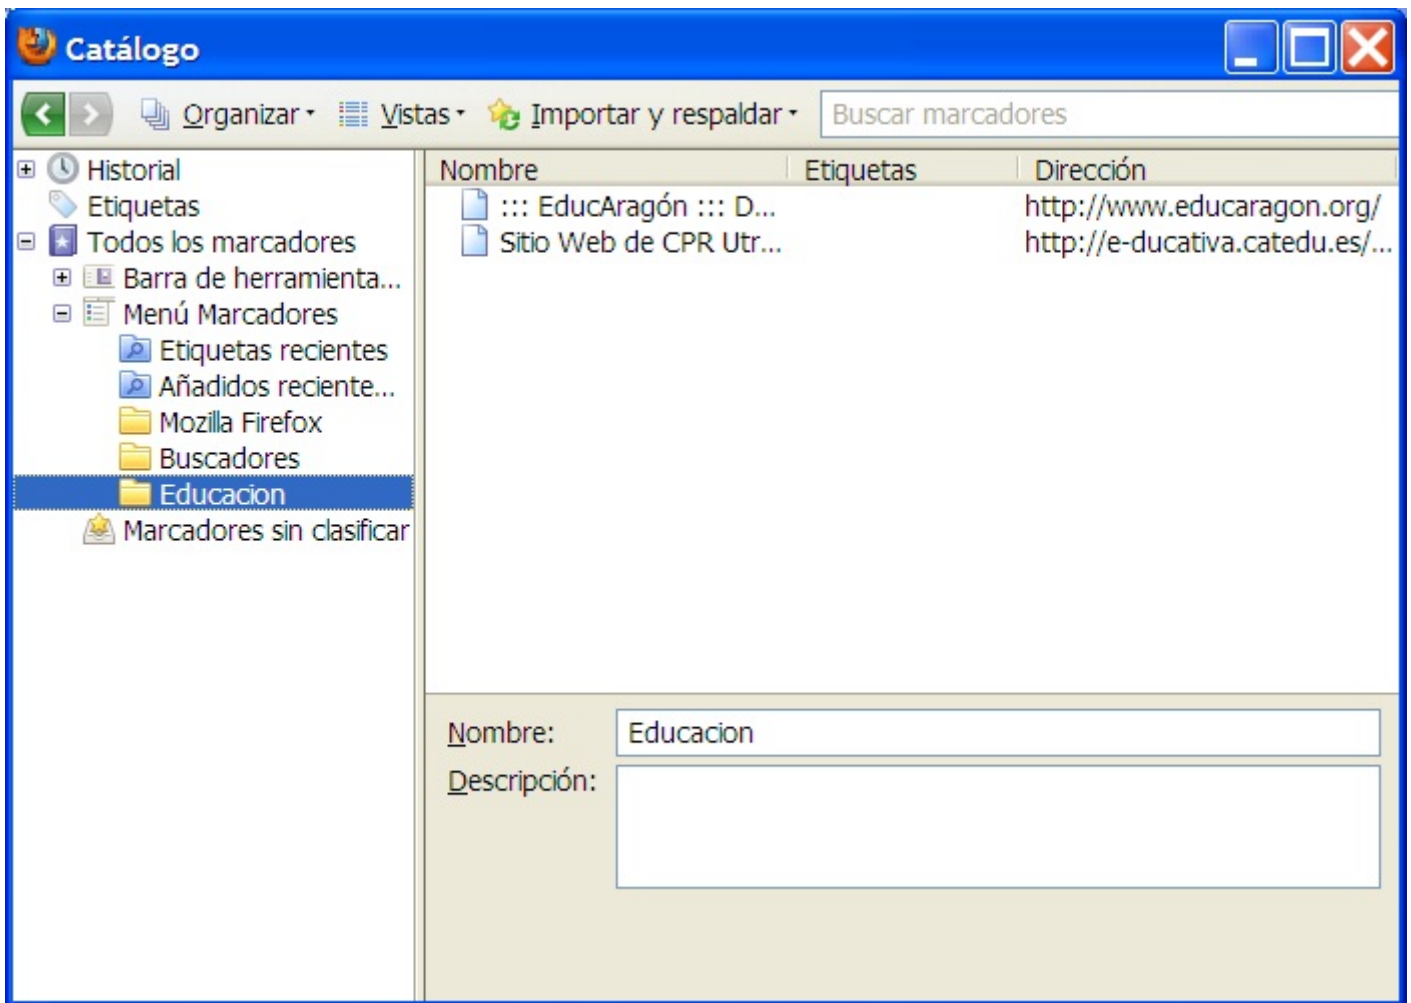 Catálogo
Organizar Vistas Importar y respaldar Buscar marcadores
Historial
Etiquetas
Todos los marcadores
Barra de herramienta...
Menú Marcadores
Etiquetas recientes
Añadidos reciente...
Mozilla Firefox
Buscadores
Educacion
Marcadores sin clasificar
Nombre Etiquetas Dirección
::: EducAragón ::: D... http://www.educaragon.org/
Sitio Web de CPR Utr... http://e-ducativa.catedu.es/...
Nombre: Educacion
Descripción: